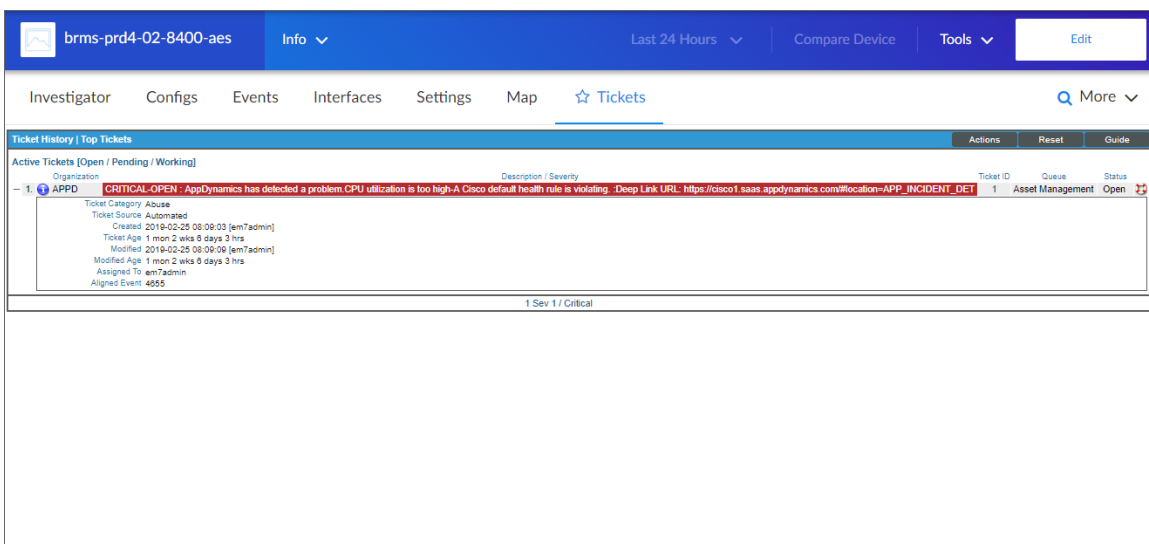 brms-prd4-02-8400-aes Info Last 24 Hours Compare Device Tools Edit
Investigator Configs Events Interfaces Settings Map Tickets More
Ticket History | Top Tickets Actions Reset Guide
Active Tickets [Open / Pending / Working]
Organization Description / Severity Ticket ID Queue Status
1. APPD CRITICAL-OPEN : AppDynamics has detected a problem.CPU utilization is too high-A Cisco default health rule is violating. :Deep Link URL: https://cisco1.saas.appdynamics.com/#location=APP_INCIDENT_DET 1 Asset Management Open
Ticket Category Abuse
Ticket Source Automated
Created 2019-02-25 08:09:03 [em7admin]
Ticket Age 1 mon 2 wks 6 days 3 hrs
Modified 2019-02-25 08:09:09 [em7admin]
Modified Age 1 mon 2 wks 6 days 3 hrs
Assigned To em7admin
Aligned Event 4655
1 Sev 1 / Critical